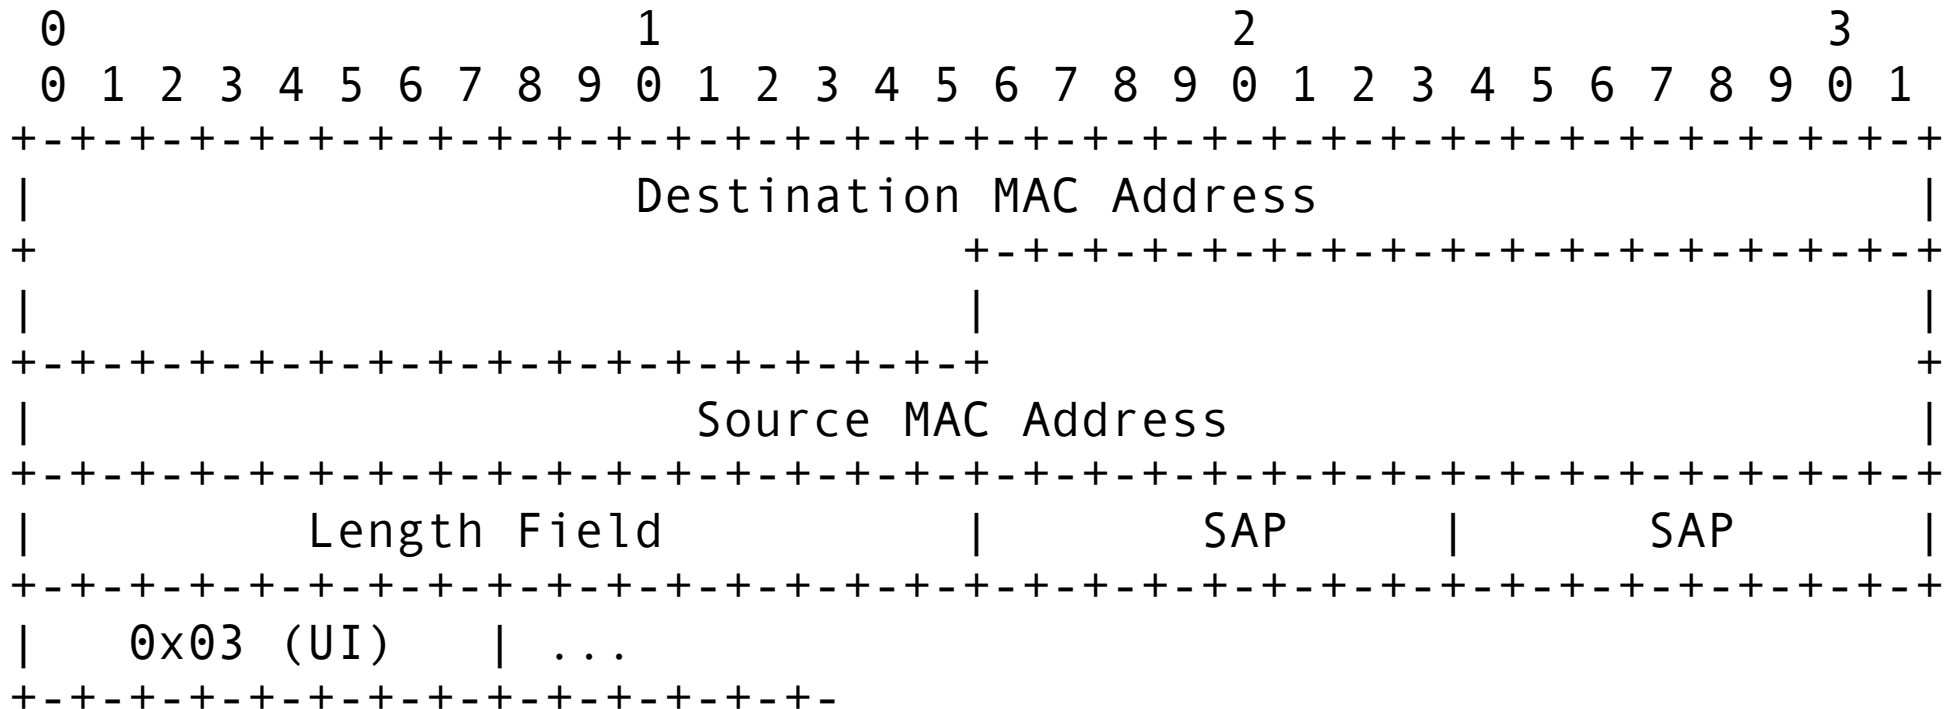 0                   1                   2                   3
 0 1 2 3 4 5 6 7 8 9 0 1 2 3 4 5 6 7 8 9 0 1 2 3 4 5 6 7 8 9 0 1
+-+-+-+-+-+-+-+-+-+-+-+-+-+-+-+-+-+-+-+-+-+-+-+-+-+-+-+-+-+-+-+-+
|                    Destination MAC Address                    |
+                               +-+-+-+-+-+-+-+-+-+-+-+-+-+-+-+-+
|                               |                               |
+-+-+-+-+-+-+-+-+-+-+-+-+-+-+-+-+                               +
|                      Source MAC Address                       |
+-+-+-+-+-+-+-+-+-+-+-+-+-+-+-+-+-+-+-+-+-+-+-+-+-+-+-+-+-+-+-+-+
|         Length Field          |       SAP     |      SAP      |
+-+-+-+-+-+-+-+-+-+-+-+-+-+-+-+-+-+-+-+-+-+-+-+-+-+-+-+-+-+-+-+-+
|   0x03 (UI)   | ...
+-+-+-+-+-+-+-+-+-+-+-+-+-+-